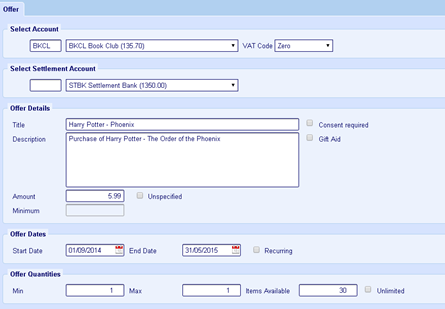 Offer
Select Account
BKCL BKCL Book Club (135.70) VAT Code Zero
Select Settlement Account
STBK Settlement Bank (1350.00)
Offer Details
Title Harry Potter - Phoenix Consent required
Description Purchase of Harry Potter - The Order of the Phoenix Gift Aid
Amount 5.99 Unspecified
Minimum
Offer Dates
Start Date 01/09/2014 End Date 31/05/2015 Recurring
Offer Quantities
Min 1 Max 1 Items Available 30 Unlimited